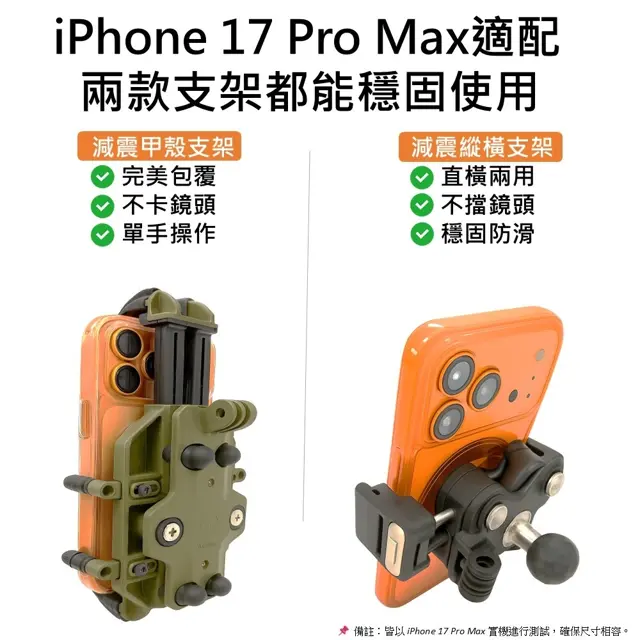 iPhone 17 Pro Max適配
兩款支架都能穩固使用
減震甲殼支架
完美包覆
不卡鏡頭
單手操作
減震縱橫支架
直橫兩用
不擋鏡頭
穩固防滑
備註：皆以 iPhone 17 Pro Max 實機進行測試，確保尺寸相容。